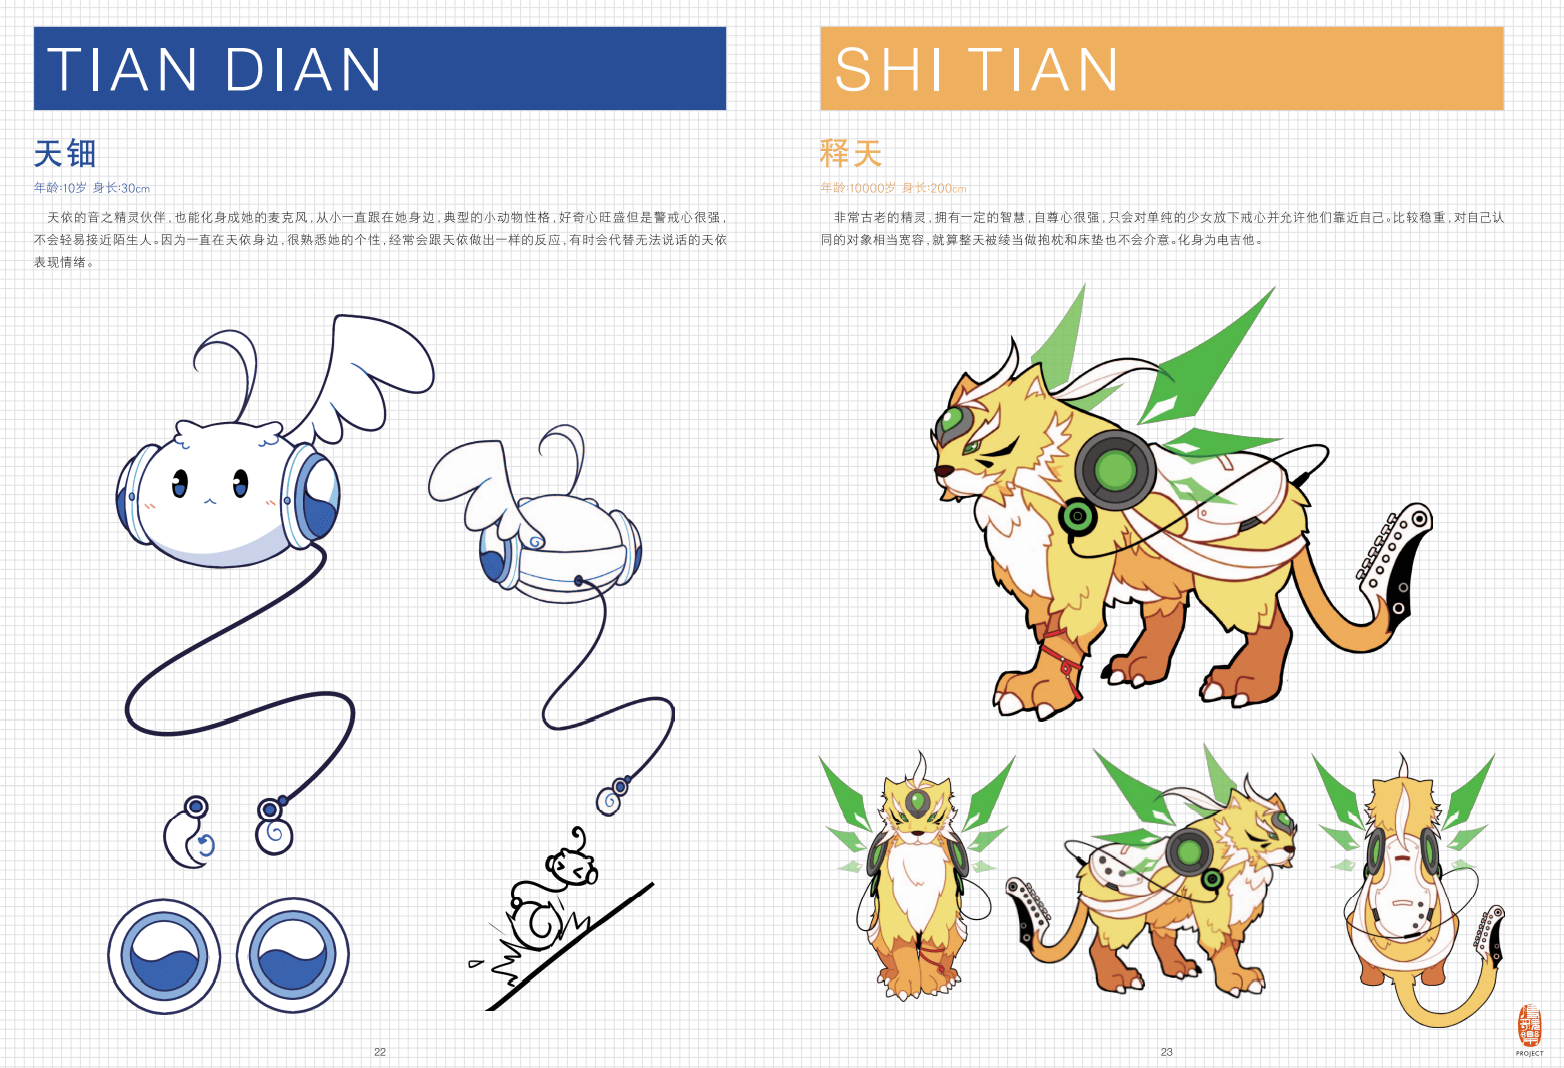 TIAN DIAN
天钿
年龄:10岁 身长:30cm
天依的音之精灵伙伴,也能化身成她的麦克风,从小一直跟在她身边,典型的小动物性格,好奇心旺盛但是警戒心很强,
不会轻易接近陌生人。因为一直在天依身边,很熟悉她的个性,经常会跟天依做出一样的反应,有时会代替无法说话的天依
表现情绪。
22
SHI TIAN
释天
年龄:10000岁 身长:200cm
非常古老的精灵,拥有一定的智慧,自尊心很强,只会对单纯的少女放下戒心并允许他们靠近自己。比较稳重,对自己认
同的对象相当宽容,就算整天被绫当做抱枕和床垫也不会介意。化身为电吉他。
23
PROJECT